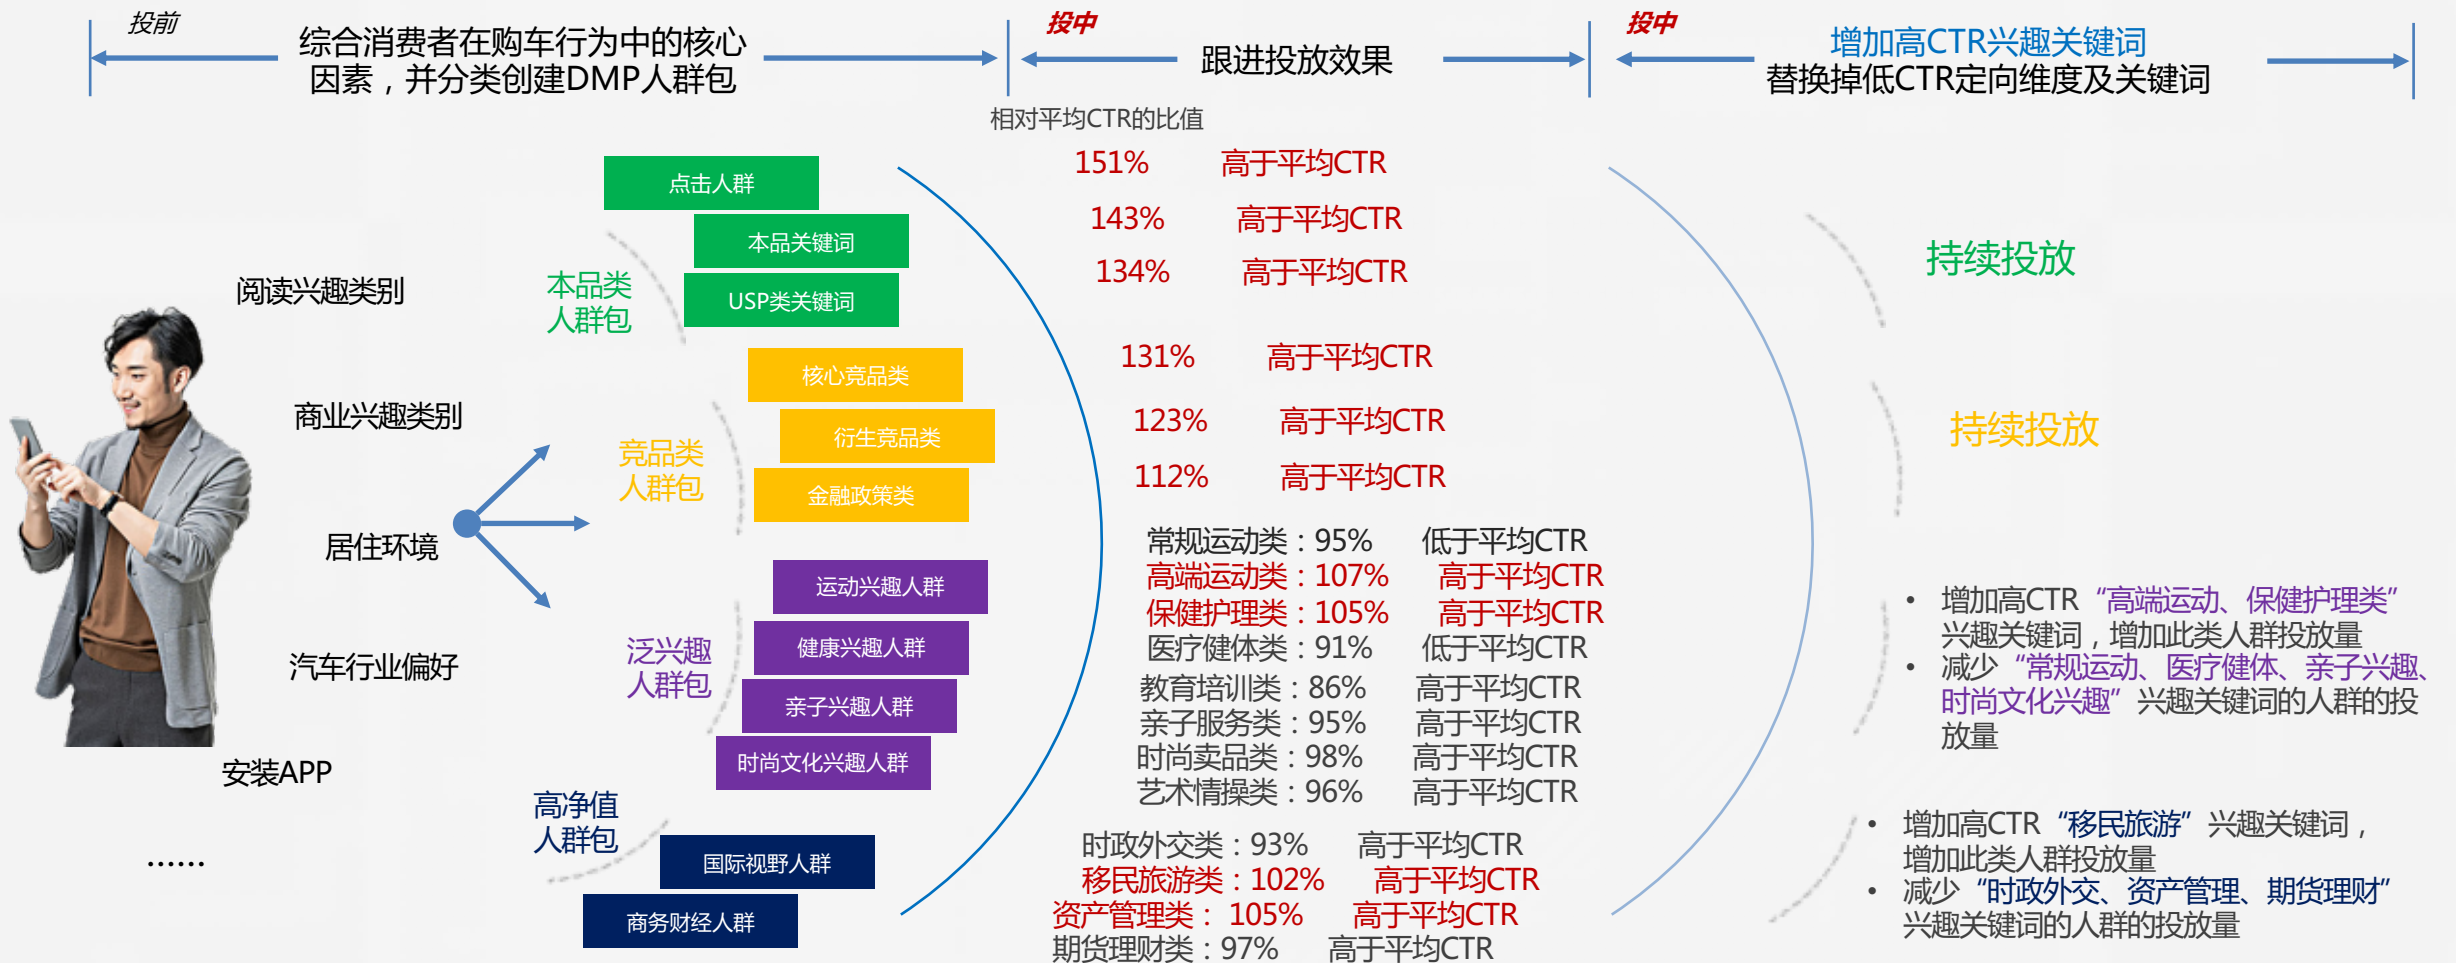 投前
综合消费者在购车行为中的核心
因素，并分类创建DMP人群包
投中
跟进投放效果
投中
增加高CTR兴趣关键词
替换掉低CTR定向维度及关键词
相对平均CTR的比值
阅读兴趣类别
商业兴趣类别
居住环境
汽车行业偏好
安装APP
……
本品类
人群包
点击人群
本品关键词
USP类关键词
竞品类
人群包
核心竞品类
衍生竞品类
金融政策类
泛兴趣
人群包
运动兴趣人群
健康兴趣人群
亲子兴趣人群
时尚文化兴趣人群
高净值
人群包
国际视野人群
商务财经人群
151% 高于平均CTR
143% 高于平均CTR
134% 高于平均CTR
131% 高于平均CTR
123% 高于平均CTR
112% 高于平均CTR
常规运动类：95% 低于平均CTR
高端运动类：107% 高于平均CTR
保健护理类：105% 高于平均CTR
医疗健体类：91% 低于平均CTR
教育培训类：86% 高于平均CTR
亲子服务类：95% 高于平均CTR
时尚卖品类：98% 高于平均CTR
艺术情操类：96% 高于平均CTR
时政外交类：93% 高于平均CTR
移民旅游类：102% 高于平均CTR
资产管理类： 105% 高于平均CTR
期货理财类：97% 高于平均CTR
持续投放
持续投放
• 增加高CTR“高端运动、保健护理类”
兴趣关键词，增加此类人群投放量
• 减少“常规运动、医疗健体、亲子兴趣、
时尚文化兴趣”兴趣关键词的人群的投
放量
• 增加高CTR“移民旅游”兴趣关键词，
增加此类人群投放量
• 减少“时政外交、资产管理、期货理财”
兴趣关键词的人群的投放量